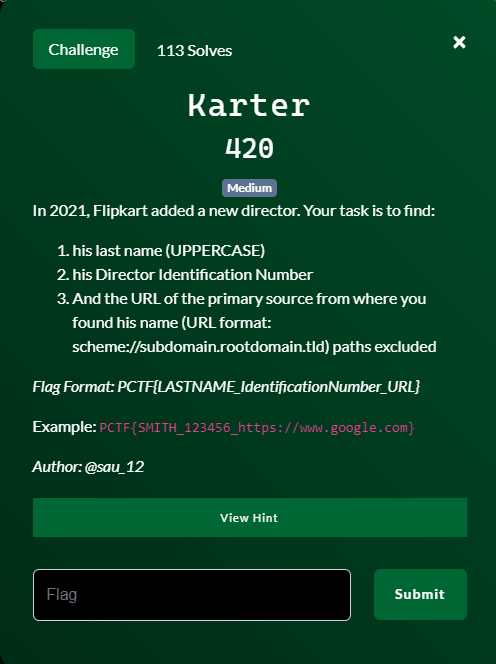 Challenge
113 Solves
×
Karter
420
Medium
In 2021, Flipkart added a new director. Your task is to find:
1. his last name (UPPERCASE)
2. his Director Identification Number
3. And the URL of the primary source from where you
found his name (URL format:
scheme://subdomain.rootdomain.tld) paths excluded
Flag Format: PCTF{LASTNAME_IdentificationNumber_URL}
Example: PCTF{SMITH_123456_https://www.google.com}
Author: @sau_12
View Hint
Flag
Submit